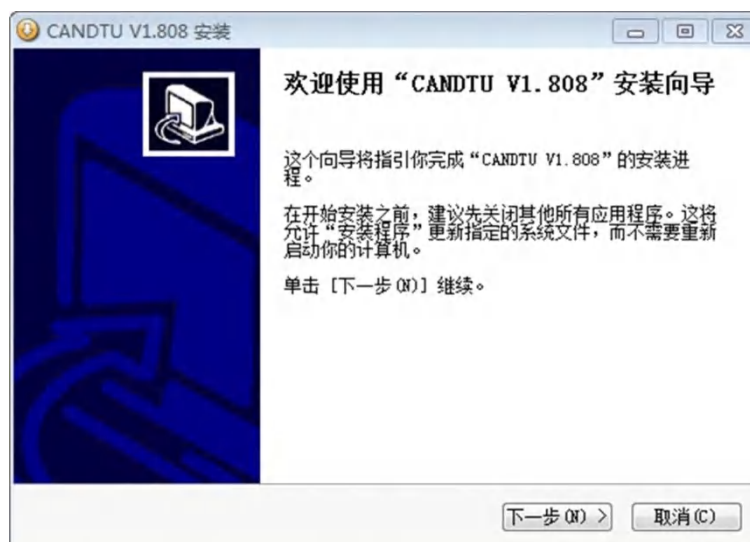 CANDTU V1.808 安装
欢迎使用“CANDTU V1.808”安装向导
这个向导将指引你完成“CANDTU V1.808”的安装进
程。
在开始安装之前，建议先关闭其他所有应用程序。这将
允许“安装程序”更新指定的系统文件，而不需要重新
启动你的计算机。
单击 [下一步(N)] 继续。
下一步(N) >
取消(C)